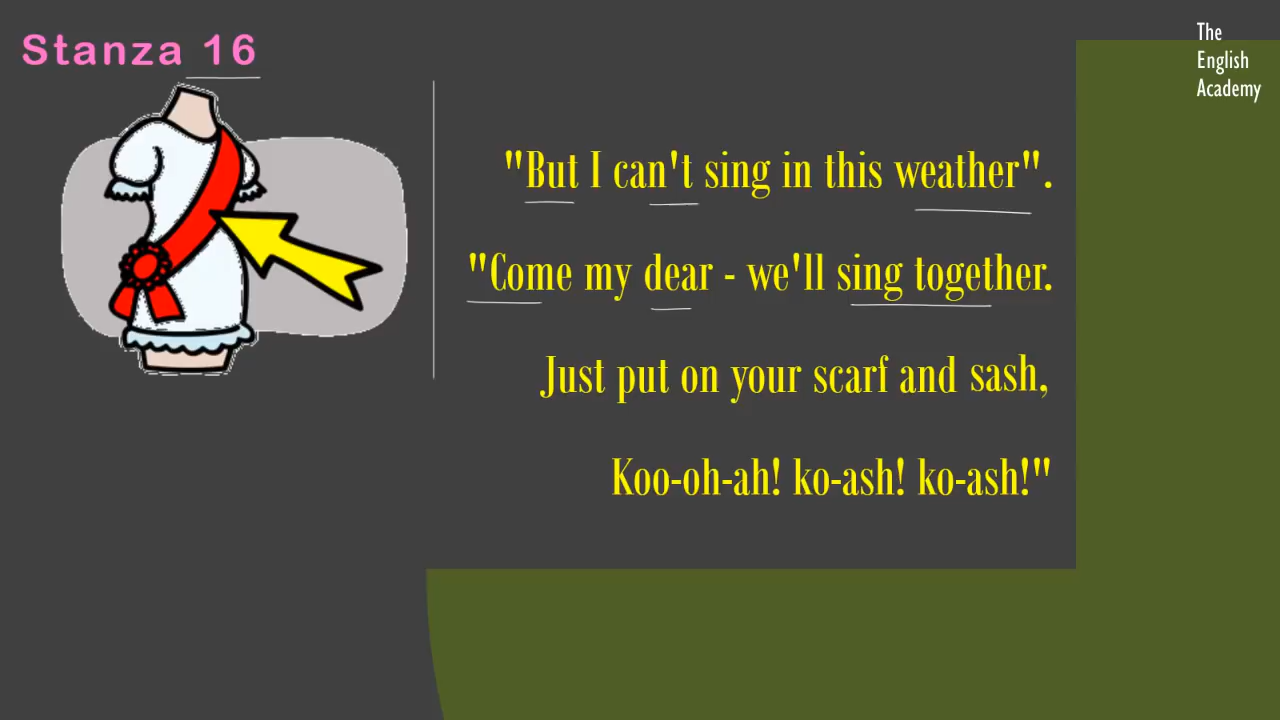 Stanza 16
The
English
Academy
"But I can't sing in this weather".
"Come my dear - we'll sing together.
Just put on your scarf and sash,
Koo-oh-ah! ko-ash! ko-ash!"